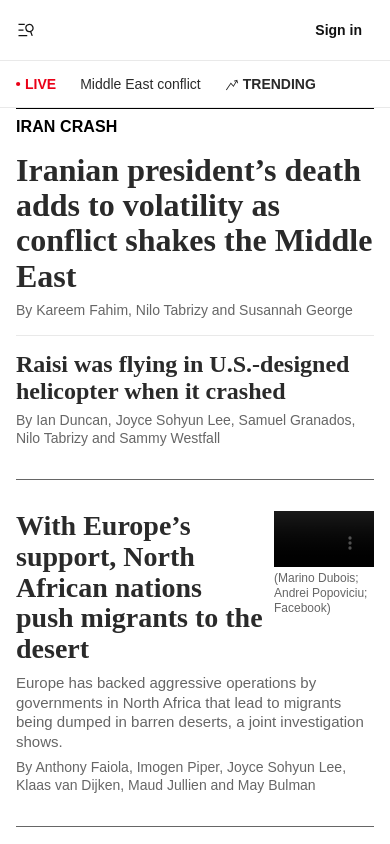 Sign in
LIVE Middle East conflict TRENDING
IRAN CRASH
Iranian president’s death
adds to volatility as
conflict shakes the Middle
East
By Kareem Fahim, Nilo Tabrizy and Susannah George
Raisi was flying in U.S.-designed
helicopter when it crashed
By Ian Duncan, Joyce Sohyun Lee, Samuel Granados,
Nilo Tabrizy and Sammy Westfall
With Europe’s
support, North
African nations
push migrants to the
desert
(Marino Dubois;
Andrei Popoviciu;
Facebook)
Europe has backed aggressive operations by
governments in North Africa that lead to migrants
being dumped in barren deserts, a joint investigation
shows.
By Anthony Faiola, Imogen Piper, Joyce Sohyun Lee,
Klaas van Dijken, Maud Jullien and May Bulman